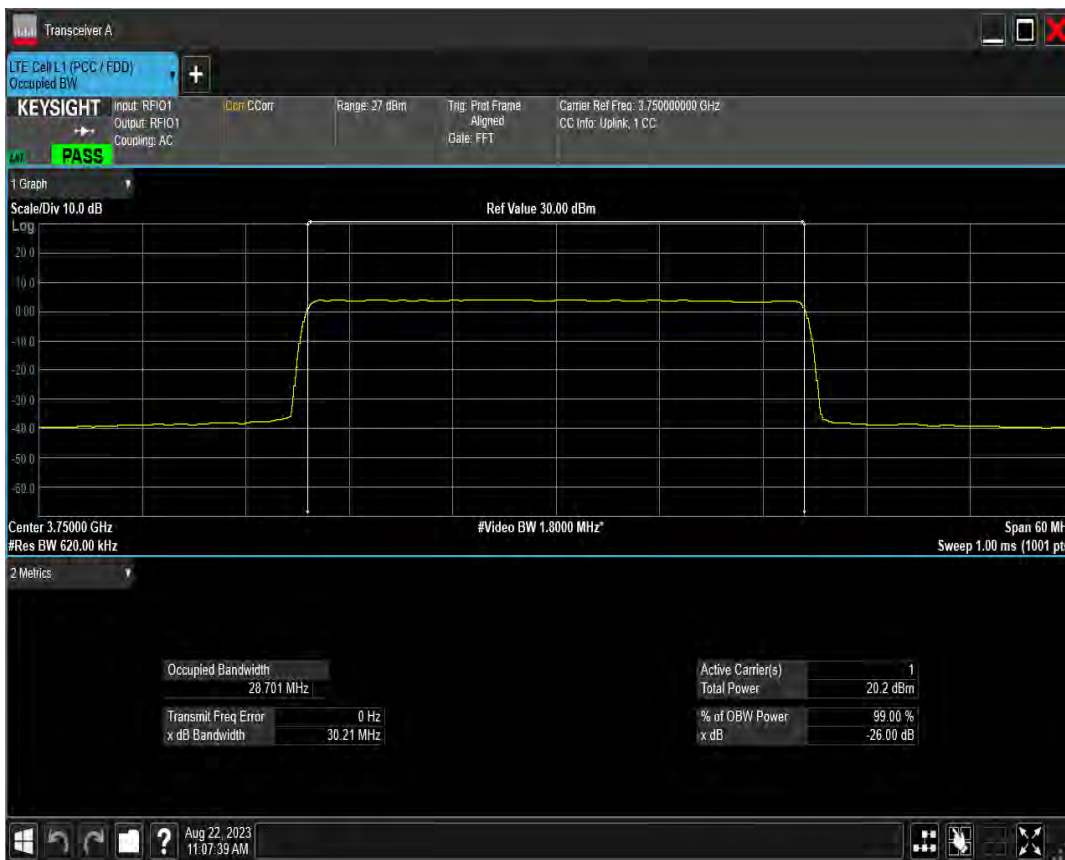 Transceiver A
LTE Cell L1 (PCC / FDD)
Occupied BW
+
KEYSIGHT
PASS
Input: RFIO1
Output: RFIO1
Coupling: AC
Corr CCorr
Range: 27 dBm
Trig: Prot Frame
Aligned
Gate: FFT
Carrier Ref Freq: 3.750000000 GHz
CC Info: Uplink, 1 CC
1 Graph
Scale/Div 10.0 dB
Ref Value 30.00 dBm
Log
20.0
10.0
0.00
-10.0
-20.0
-30.0
-40.0
-50.0
-60.0
Center 3.75000 GHz
#Video BW 1.8000 MHz*
Span 60 MH
#Res BW 620.00 kHz
Sweep 1.00 ms (1001 pt
2 Metrics
Occupied Bandwidth
28.701 MHz
Transmit Freq Error 0 Hz
x dB Bandwidth 30.21 MHz
Active Carrier(s) 1
Total Power 20.2 dBm
% of OBW Power 99.00 %
x dB -26.00 dB
?
Aug 22, 2023
11:07:39 AM